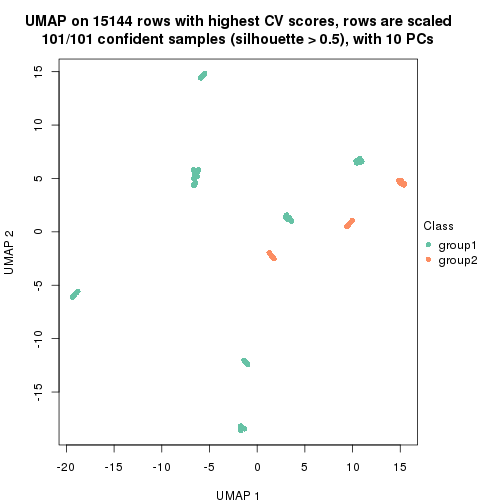 UMAP on 15144 rows with highest CV scores, rows are scaled
101/101 confident samples (silhouette > 0.5), with 10 PCs
15
10
5
0
-5
-10
-15
UMAP 2
Class
group1
group2
-20
-15
-10
-5
0
5
10
15
UMAP 1